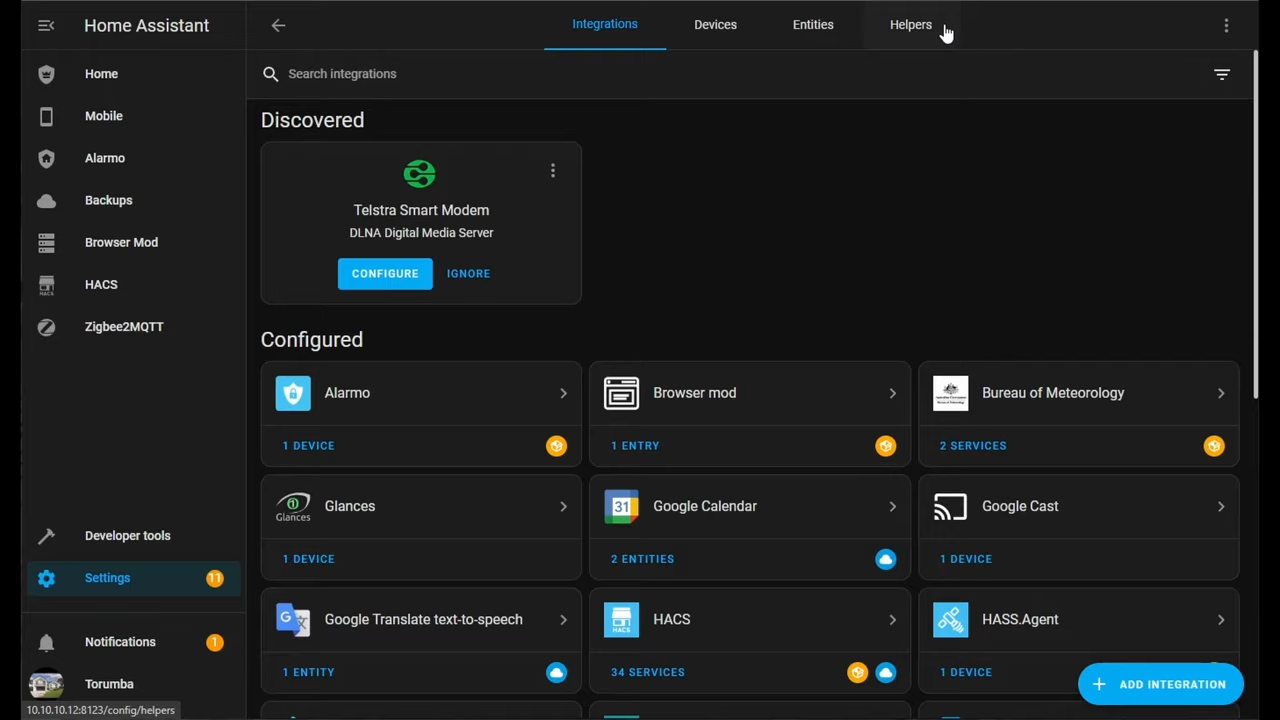 Home Assistant
Integrations
Devices
Entities
Helpers
Home
Mobile
Alarmo
Backups
Browser Mod
HACS
HACS
Zigbee2MQTT
Developer tools
Settings
11
Notifications
1
Torumba
10.10.10.12:8123/config/helpers
Search integrations
Discovered
Telstra Smart Modem
DLNA Digital Media Server
CONFIGURE
IGNORE
Configured
Alarmo
1 DEVICE
Browser mod
1 ENTRY
Bureau of Meteorology
2 SERVICES
Glances
Glances
1 DEVICE
31
Google Calendar
2 ENTITIES
Google Cast
1 DEVICE
G
Google Translate text-to-speech
1 ENTITY
HACS
HACS
34 SERVICES
HASS.Agent
1 DEVICE
ADD INTEGRATION